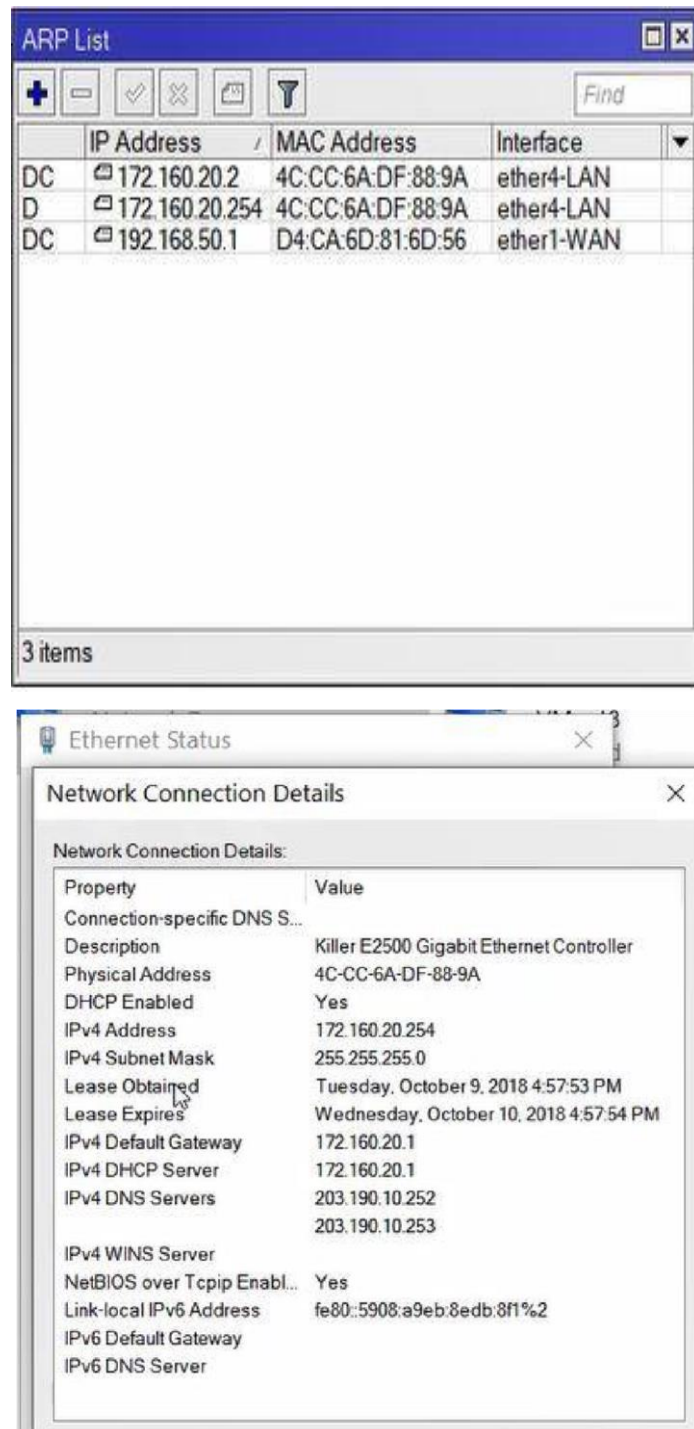 ARP List
Find
IP Address / MAC Address Interface
DC 172.160.20.2 4C:CC:6A:DF:88:9A ether4-LAN
D 172.160.20.254 4C:CC:6A:DF:88:9A ether4-LAN
DC 192.168.50.1 D4:CA:6D:81:6D:56 ether1-WAN
3 items
Ethernet Status
Network Connection Details
Network Connection Details:
Property Value
Connection-specific DNS S...
Description Killer E2500 Gigabit Ethernet Controller
Physical Address 4C-CC-6A-DF-88-9A
DHCP Enabled Yes
IPv4 Address 172.160.20.254
IPv4 Subnet Mask 255.255.255.0
Lease Obtained Tuesday, October 9, 2018 4:57:53 PM
Lease Expires Wednesday, October 10, 2018 4:57:54 PM
IPv4 Default Gateway 172.160.20.1
IPv4 DHCP Server 172.160.20.1
IPv4 DNS Servers 203.190.10.252
203.190.10.253
IPv4 WINS Server
NetBIOS over Tcpip Enabl... Yes
Link-local IPv6 Address fe80::5908:a9eb:8edb:8f1%2
IPv6 Default Gateway
IPv6 DNS Server